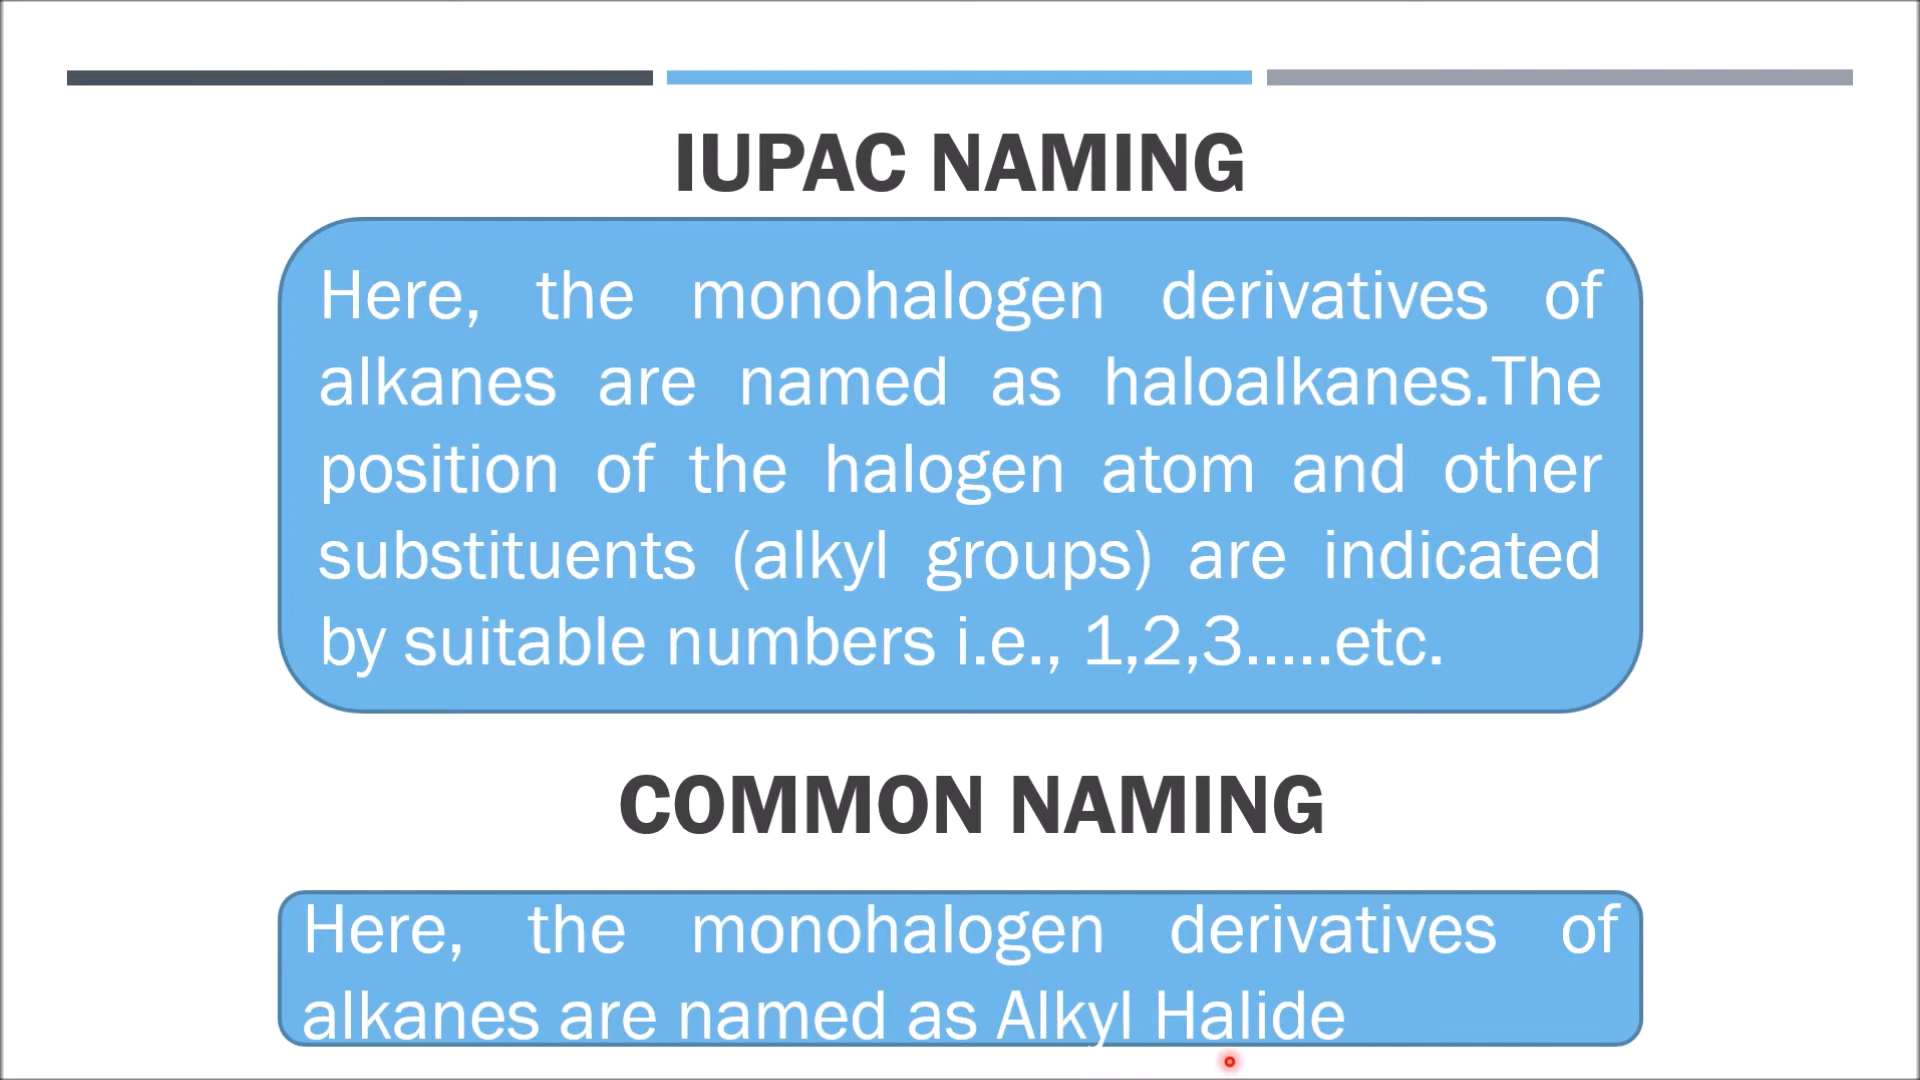 IUPAC NAMING
Here, the monohalogen derivatives of
alkanes are named as haloalkanes.The
position of the halogen atom and other
substituents (alkyl groups) are indicated
by suitable numbers i.e., 1,2,3.....etc.
COMMON NAMING
Here, the monohalogen derivatives of
alkanes are named as Alkyl Halide